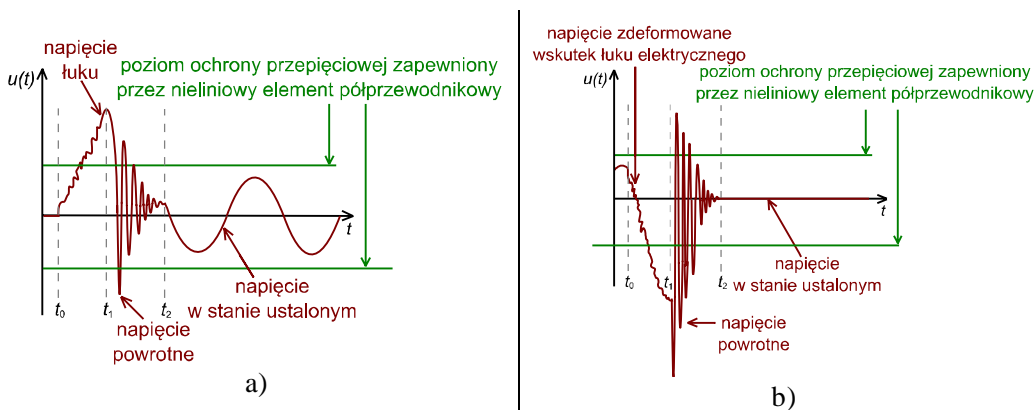 napięcie
łuku
u(t)
poziom ochrony przepięciowej zapewniony
przez nieliniowy element półprzewodnikowy
t
t0
t1
t2
napięcie
w stanie ustalonym
napięcie
powrotne
a)
napięcie zdeformowane
wskutek łuku elektrycznego
u(t)
poziom ochrony przepięciowej zapewniony
przez nieliniowy element półprzewodnikowy
t
t0
t1
t2
napięcie
w stanie ustalonym
napięcie
powrotne
b)